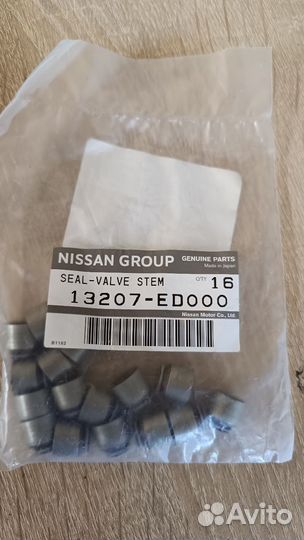 NISSAN GROUP
GENUINE PARTS
Made in Japan
SEAL-VALVE STEM
QTY 16
13207-ED000
Nissan Motor Co., Ltd.
Avito